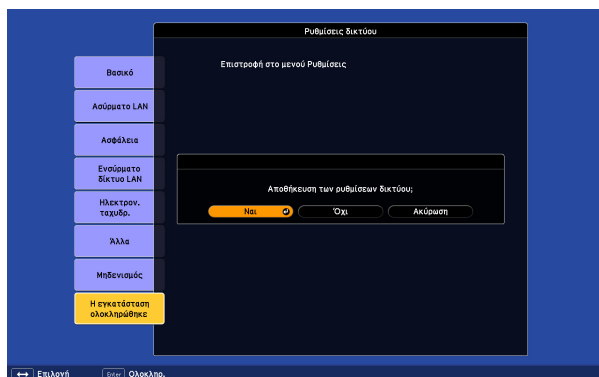 Ρυθμίσεις δικτύου
Επιστροφή στο μενού Ρυθμίσεις
Βασικό
Ασύρματο LAN
Ασφάλεια
Ενσύρματο
δίκτυο LAN
Ηλεκτρον.
ταχυδρ.
Άλλα
Μηδενισμός
Η εγκατάσταση
ολοκληρώθηκε
Αποθήκευση των ρυθμίσεων δικτύου;
Ναι Όχι Ακύρωση
Επιλογή Enter Ολοκληρ.